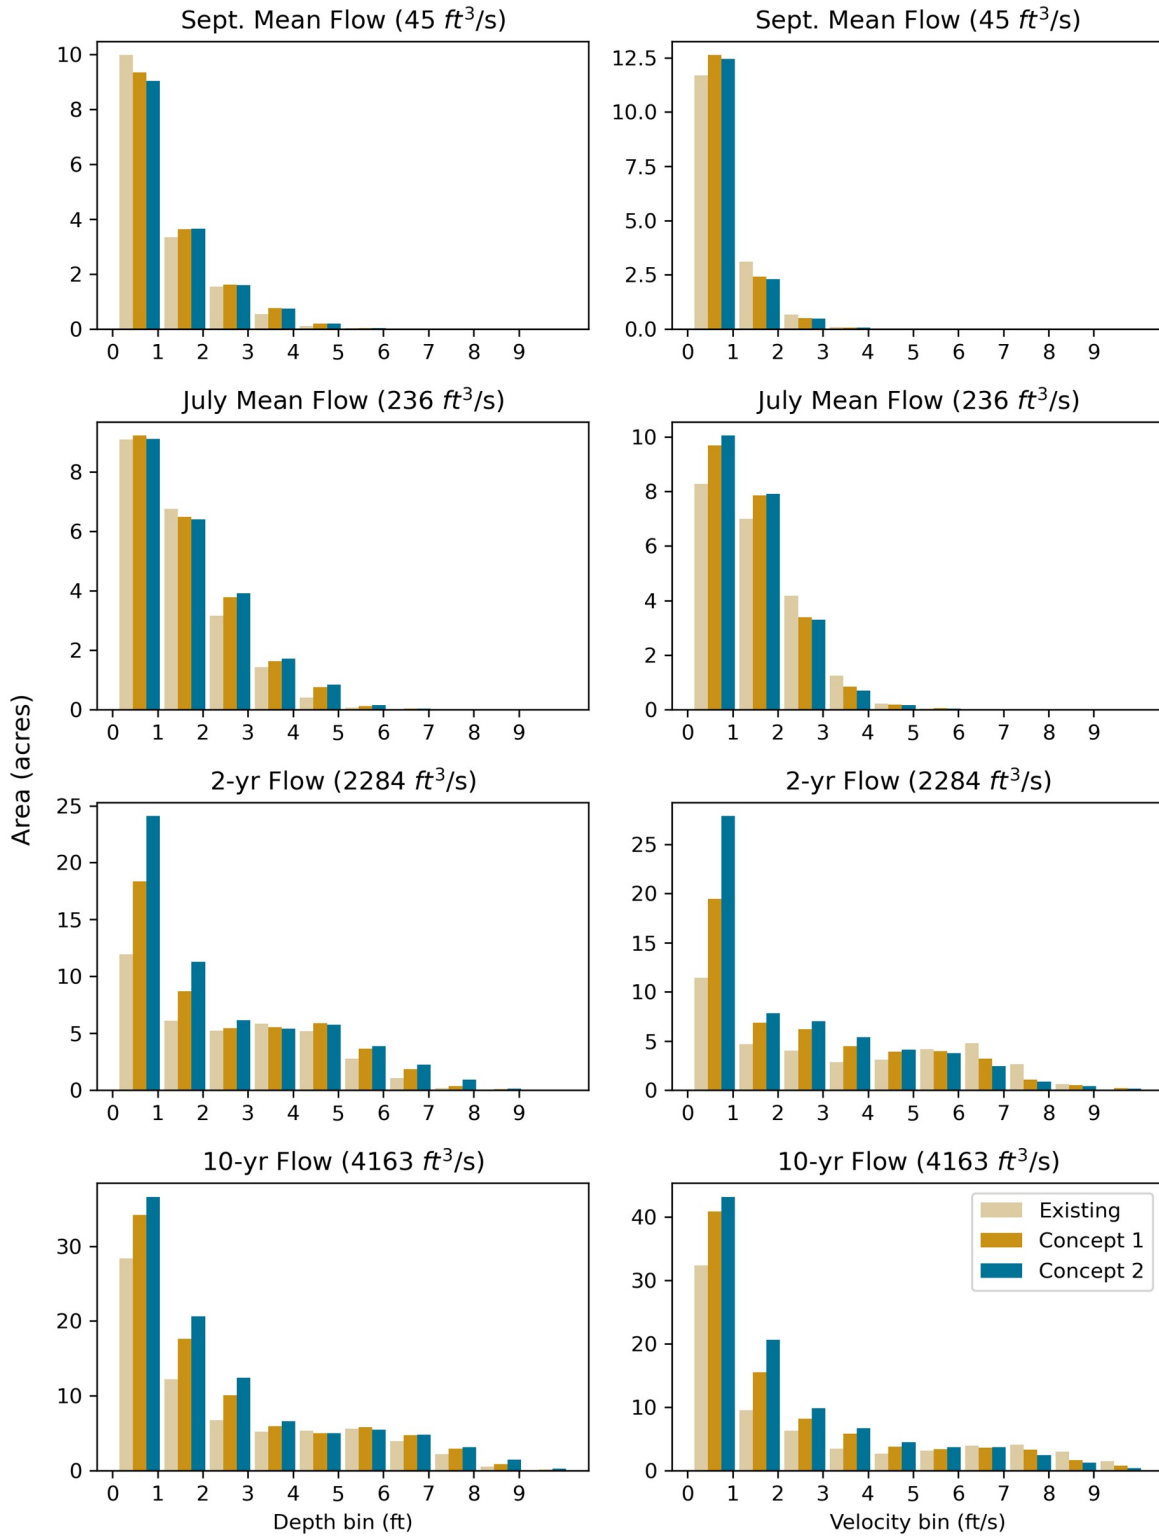 Sept. Mean Flow (45 ft³/s)
10
8
6
4
2
0
0 1 2 3 4 5 6 7 8 9
Sept. Mean Flow (45 ft³/s)
12.5
10.0
7.5
5.0
2.5
0.0
0 1 2 3 4 5 6 7 8 9
July Mean Flow (236 ft³/s)
8
6
4
2
0
0 1 2 3 4 5 6 7 8 9
July Mean Flow (236 ft³/s)
10
8
6
4
2
0
0 1 2 3 4 5 6 7 8 9
Area (acres)
2-yr Flow (2284 ft³/s)
25
20
15
10
5
0
0 1 2 3 4 5 6 7 8 9
2-yr Flow (2284 ft³/s)
25
20
15
10
5
0
0 1 2 3 4 5 6 7 8 9
10-yr Flow (4163 ft³/s)
30
20
10
0
0 1 2 3 4 5 6 7 8 9
Depth bin (ft)
10-yr Flow (4163 ft³/s)
40
30
20
10
0
Existing
Concept 1
Concept 2
0 1 2 3 4 5 6 7 8 9
Velocity bin (ft/s)